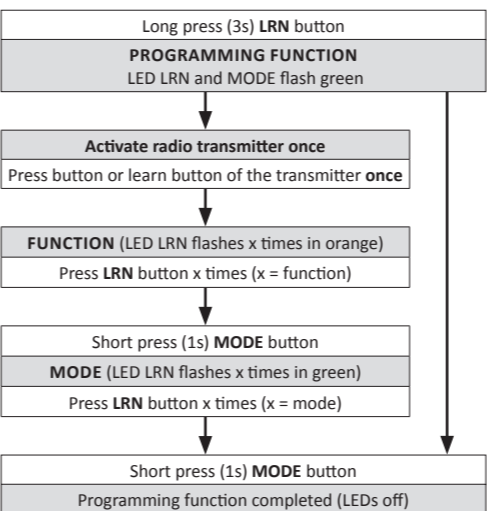 Long press (3s) LRN button
PROGRAMMING FUNCTION
LED LRN and MODE flash green
Activate radio transmitter once
Press button or learn button of the transmitter once
FUNCTION (LED LRN flashes x times in orange)
Press LRN button x times (x = function)
Short press (1s) MODE button
MODE (LED LRN flashes x times in green)
Press LRN button x times (x = mode)
Short press (1s) MODE button
Programming function completed (LEDs off)